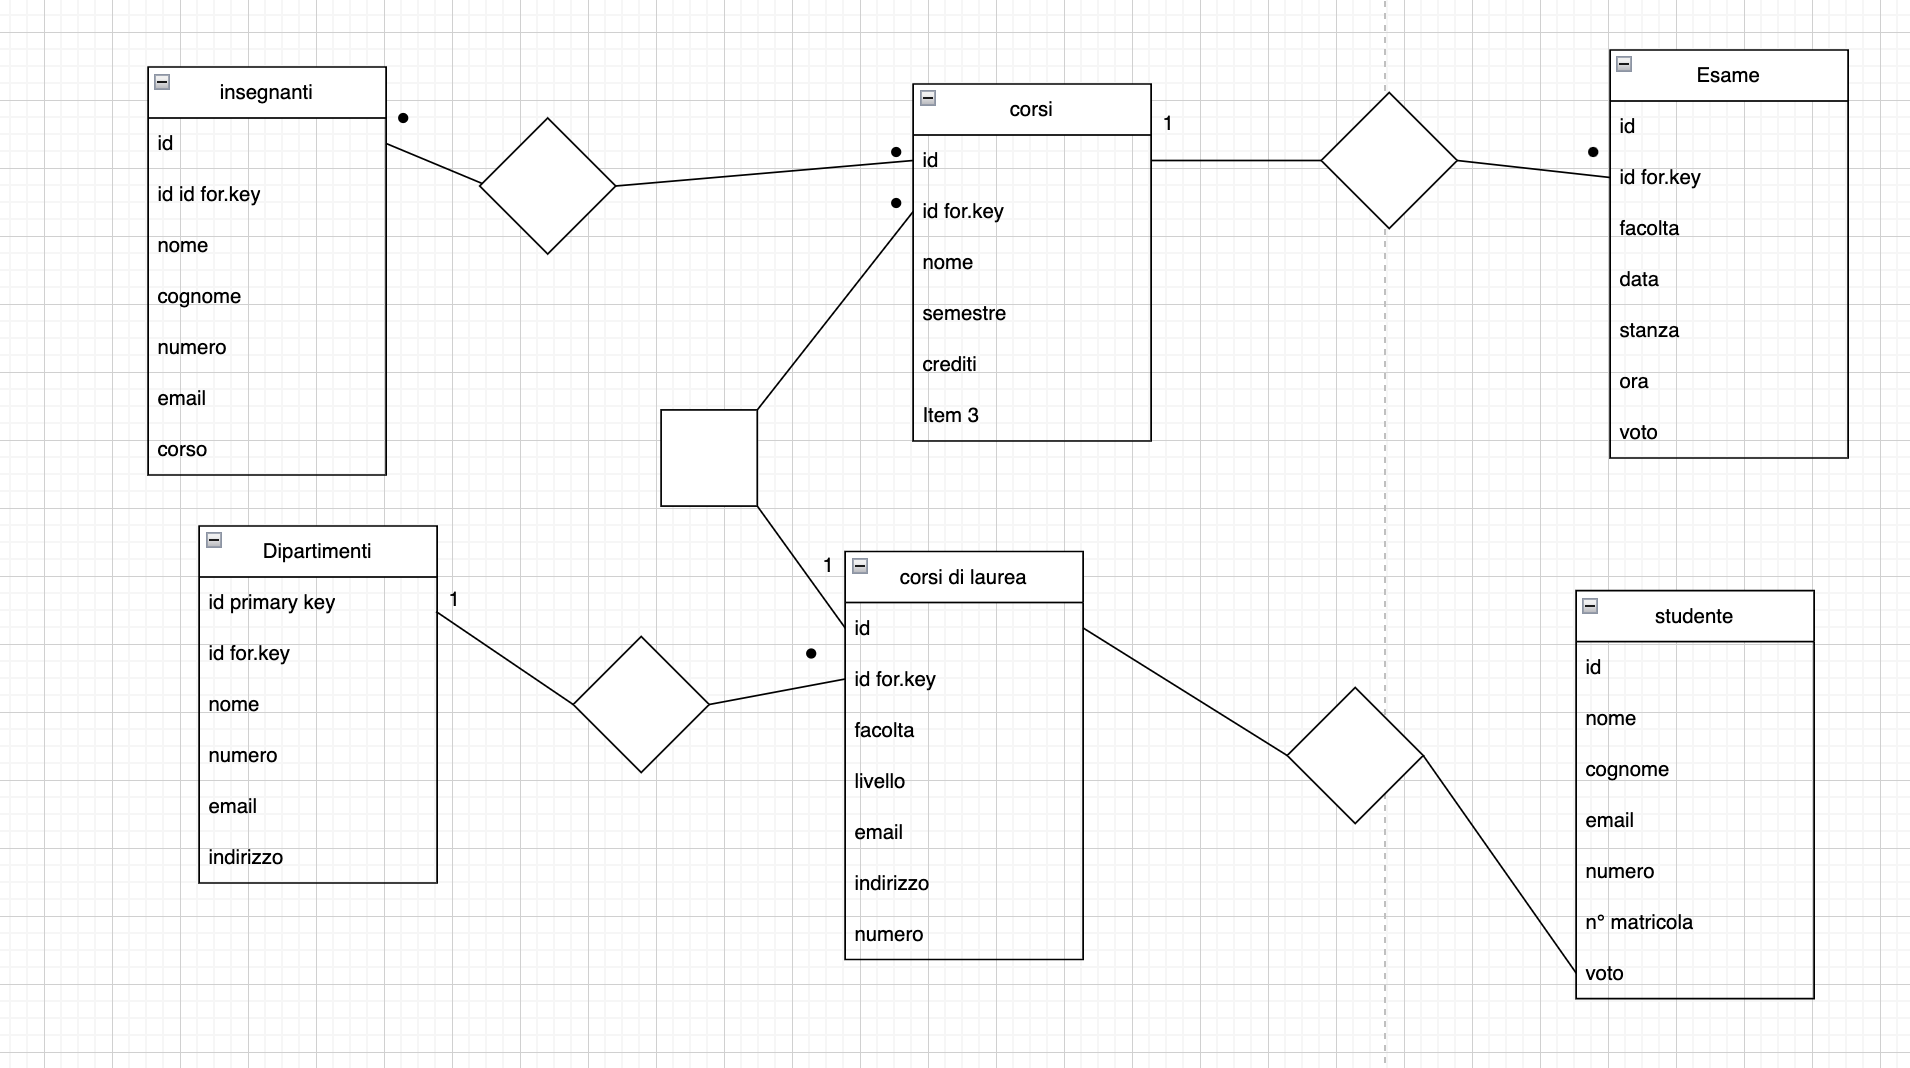 insegnanti
id
id id for.key
nome
cognome
numero
email
corso
corsi
id
id for.key
nome
semestre
crediti
Item 3
1
Esame
id
id for.key
facolta
data
stanza
ora
voto
Dipartimenti
id primary key
id for.key
nome
numero
email
indirizzo
1
1
corsi di laurea
id
id for.key
facolta
livello
email
indirizzo
numero
studente
id
nome
cognome
email
numero
n° matricola
voto